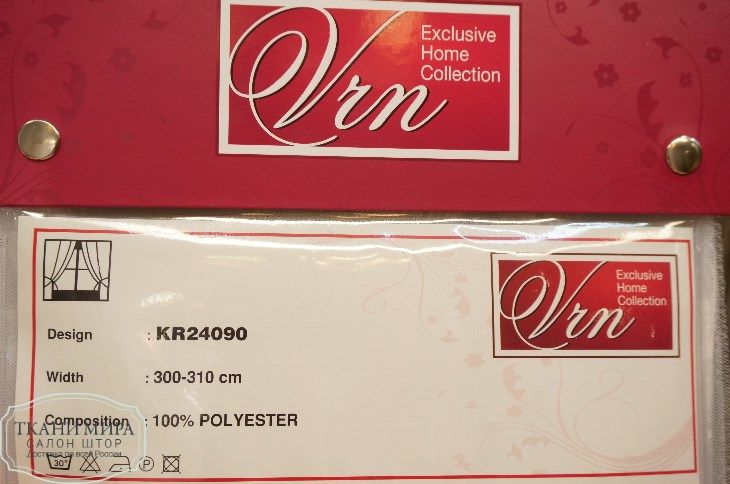 Vrn
Exclusive
Home
Collection
Vrn
Exclusive
Home
Collection
Design : KR24090
Width : 300-310 cm
Composition : 100% POLYESTER
ТКАНИ МИРА
САЛОН ШТОР
Доставка по всей России
30°
P